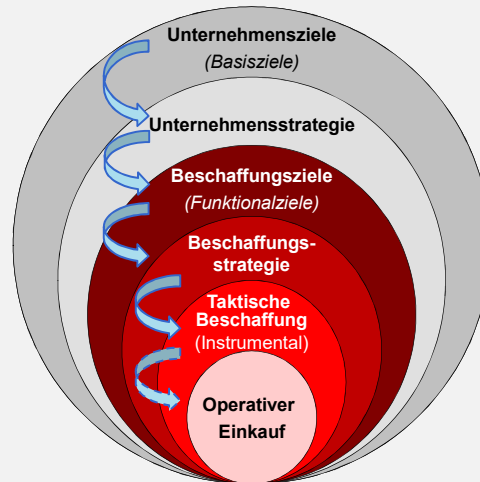 Unternehmensziele
(Basisziele)
Unternehmensstrategie
Beschaffungsziele
(Funktionalziele)
Beschaffungs-
strategie
Taktische
Beschaffung
(Instrumental)
Operativer
Einkauf